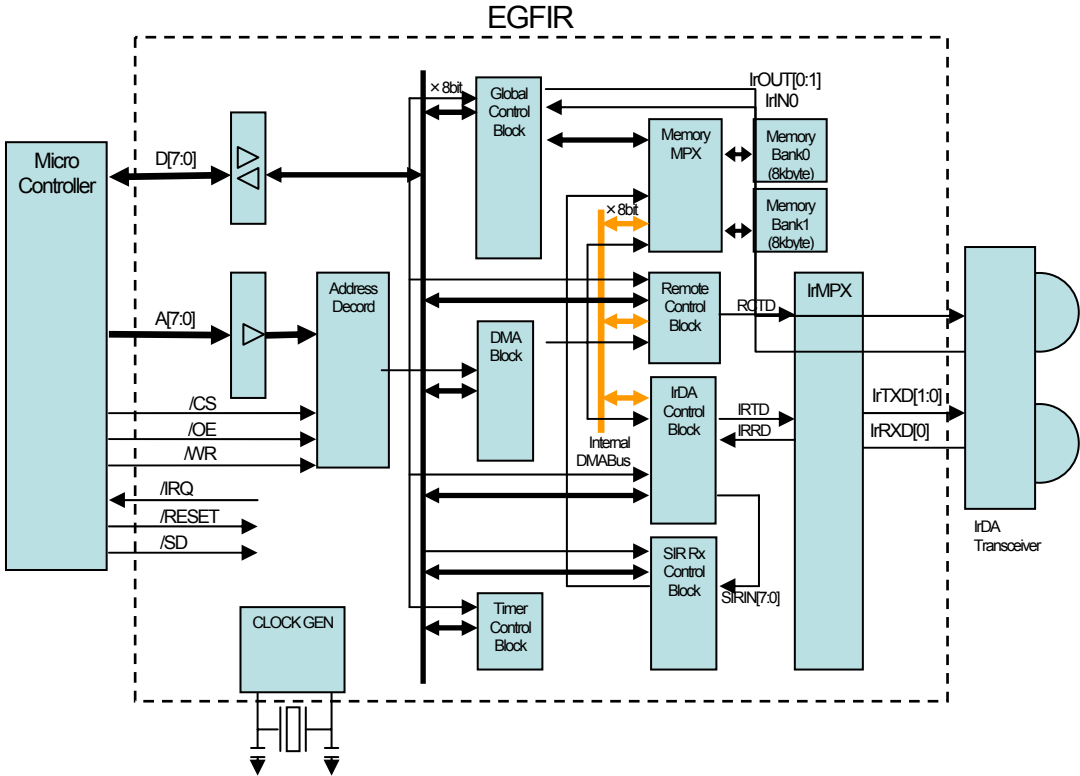 EGFIR
Micro
Controller
D[7:0]
A[7:0]
/CS
/OE
/WR
/IRQ
/RESET
/SD
Address
Decord
CLOCK GEN
×8bit
Global
Control
Block
DMA
Block
Timer
Control
Block
IrOUT[0:1]
IrIN0
Memory
MPX
Memory
Bank0
(8kbyte)
Memory
Bank1
(8kbyte)
×8bit
Remote
Control
Block
RCTD
IrDA
Control
Block
IRTD
IRRD
Internal
DMABus
SIR Rx
Control
Block
SIRIN[7:0]
IrMPX
IrTXD[1:0]
IrRXD[0]
IrDA
Transceiver